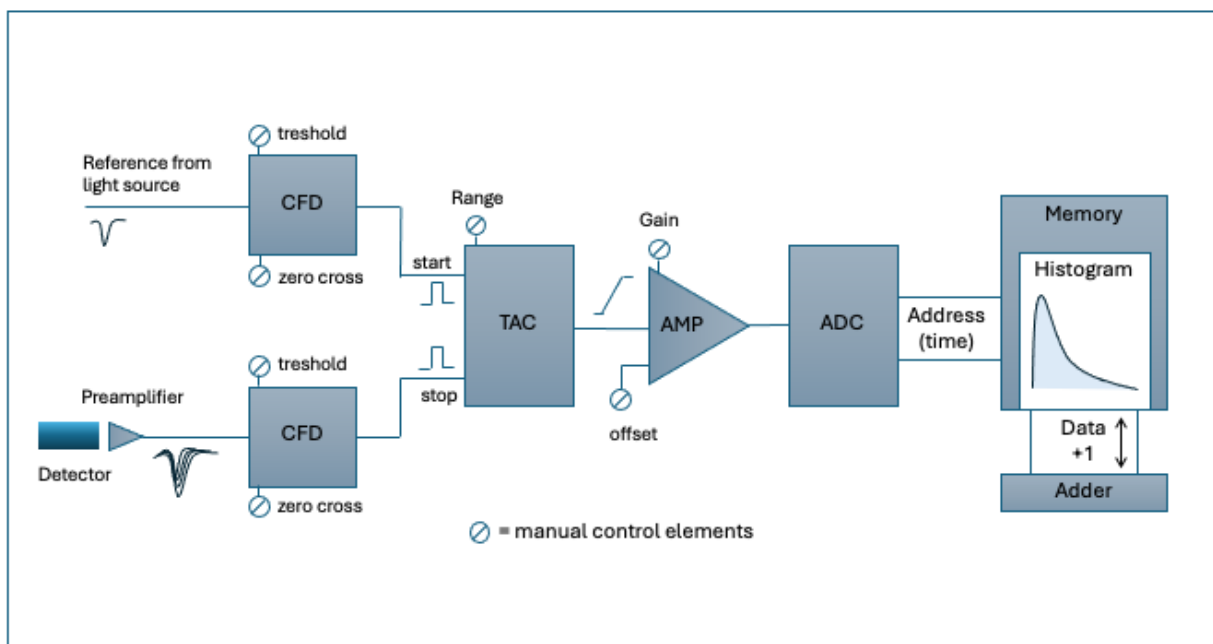 treshold
Reference from
light source
CFD
zero cross
Range
start
TAC
stop
Gain
AMP
offset
ADC
Address
(time)
Memory
Histogram
Data
+1
Adder
treshold
Preamplifier
CFD
Detector
zero cross
= manual control elements